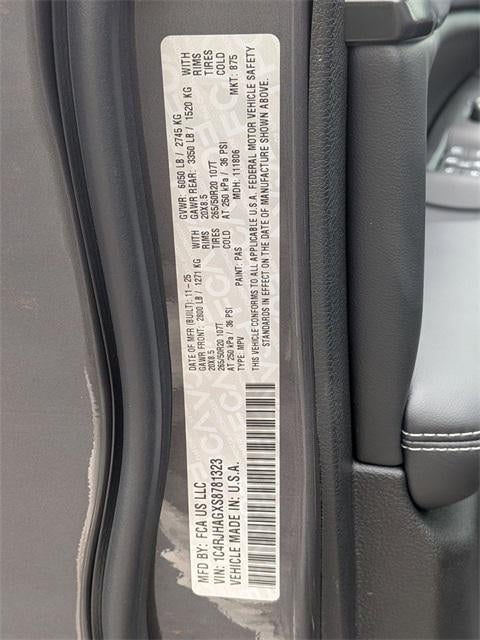 MFD BY: FCA US LLC
VIN: 1C4RJHAGXS8781323
VEHICLE MADE IN: U.S.A.
DATE OF MFR (BUILT): 11-25
GAWR FRONT: 2800 LB / 1271 KG WITH
20X8.5 RIMS
265/50R20 107T TIRES
AT 250 kPa / 36 PSI COLD
TYPE: MPV PAINT: PAS
GVWR: 6050 LB / 2745 KG
GAWR REAR: 3350 LB / 1520 KG WITH
20X8.5 RIMS
265/50R20 107T TIRES
AT 250 kPa / 36 PSI COLD
MDH: 111806 MKT: 875
THIS VEHICLE CONFORMS TO ALL APPLICABLE U.S.A. FEDERAL MOTOR VEHICLE SAFETY
STANDARDS IN EFFECT ON THE DATE OF MANUFACTURE SHOWN ABOVE.